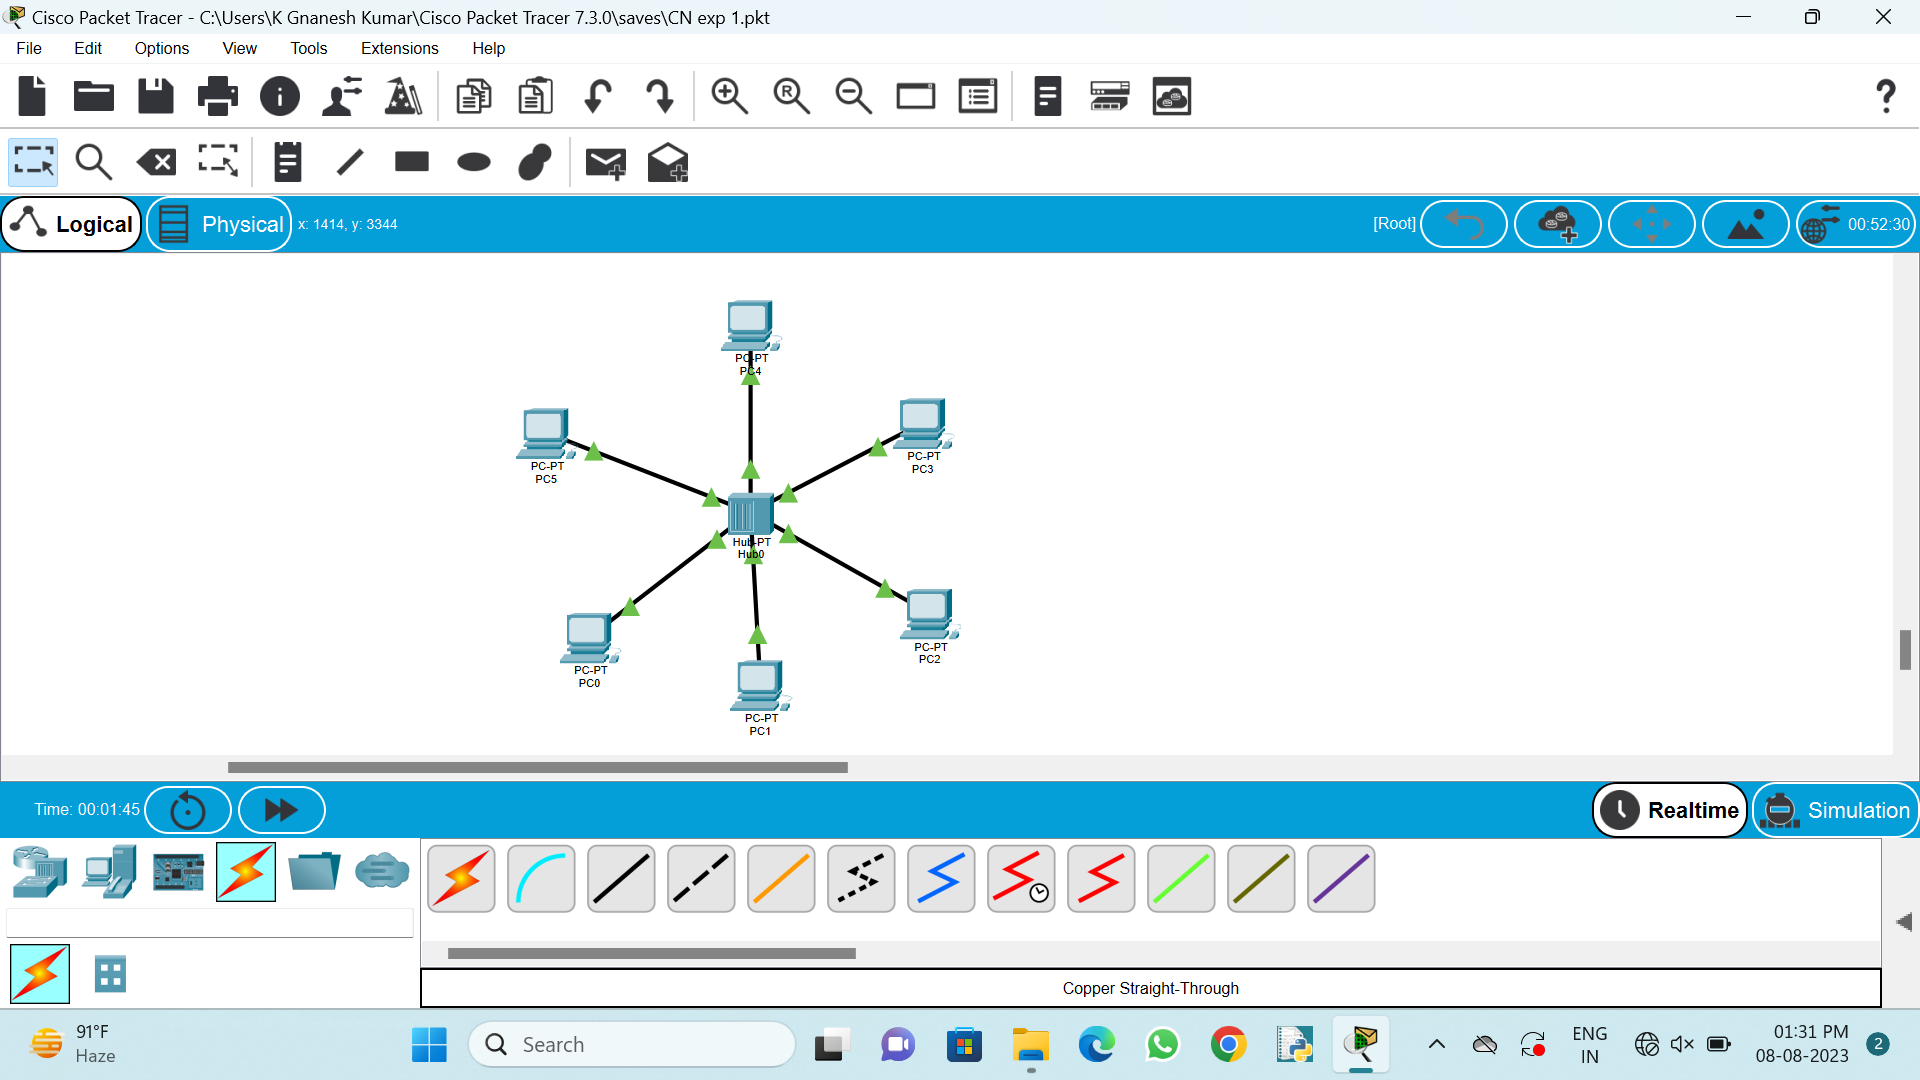 Cisco Packet Tracer - C:\Users\K Gnanesh Kumar\Cisco Packet Tracer 7.3.0\saves\CN exp 1.pkt
File Edit Options View Tools Extensions Help
R
?
Logical Physical x: 1414, y: 3344 [Root] 00:52:30
PC-PT
PC4
PC-PT
PC3
PC-PT
PC5
Hub-PT
Hub0
PC-PT
PC2
PC-PT
PC0
PC-PT
PC1
Time: 00:01:45 Realtime Simulation
Copper Straight-Through
91°F
Haze
Search
ENG
IN
01:31 PM
08-08-2023
2